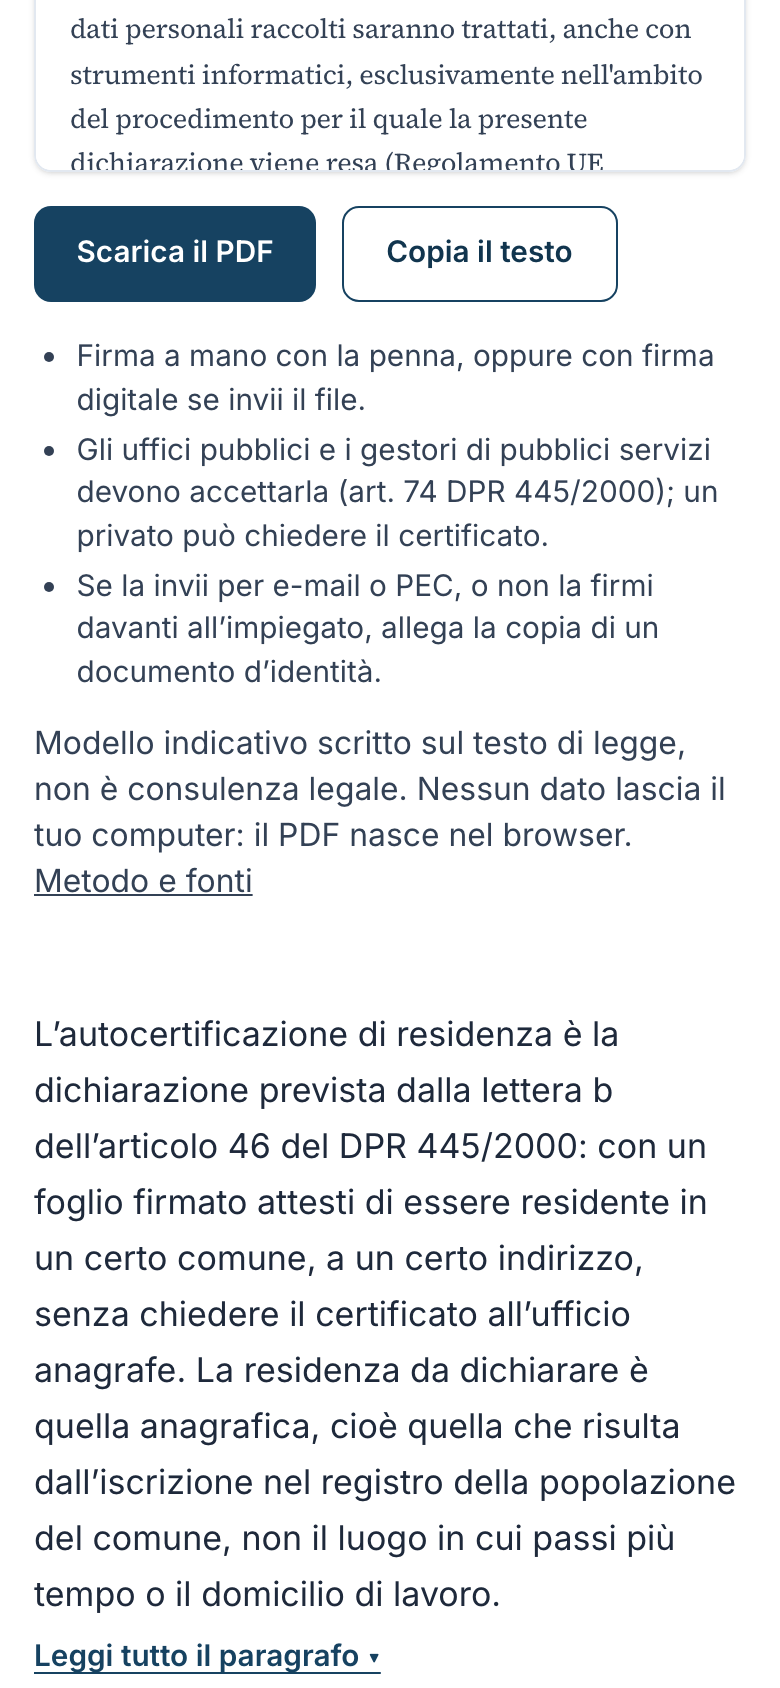 dati personali raccolti saranno trattati, anche con
strumenti informatici, esclusivamente nell'ambito
del procedimento per il quale la presente
dichiarazione viene resa (Regolamento UE
Scarica il PDF
Copia il testo
• Firma a mano con la penna, oppure con firma
digitale se invii il file.
• Gli uffici pubblici e i gestori di pubblici servizi
devono accettarla (art. 74 DPR 445/2000); un
privato può chiedere il certificato.
• Se la invii per e-mail o PEC, o non la firmi
davanti all’impiegato, allega la copia di un
documento d’identità.
Modello indicativo scritto sul testo di legge,
non è consulenza legale. Nessun dato lascia il
tuo computer: il PDF nasce nel browser.
Metodo e fonti
L’autocertificazione di residenza è la
dichiarazione prevista dalla lettera b
dell’articolo 46 del DPR 445/2000: con un
foglio firmato attesti di essere residente in
un certo comune, a un certo indirizzo,
senza chiedere il certificato all’ufficio
anagrafe. La residenza da dichiarare è
quella anagrafica, cioè quella che risulta
dall’iscrizione nel registro della popolazione
del comune, non il luogo in cui passi più
tempo o il domicilio di lavoro.
Leggi tutto il paragrafo ▾